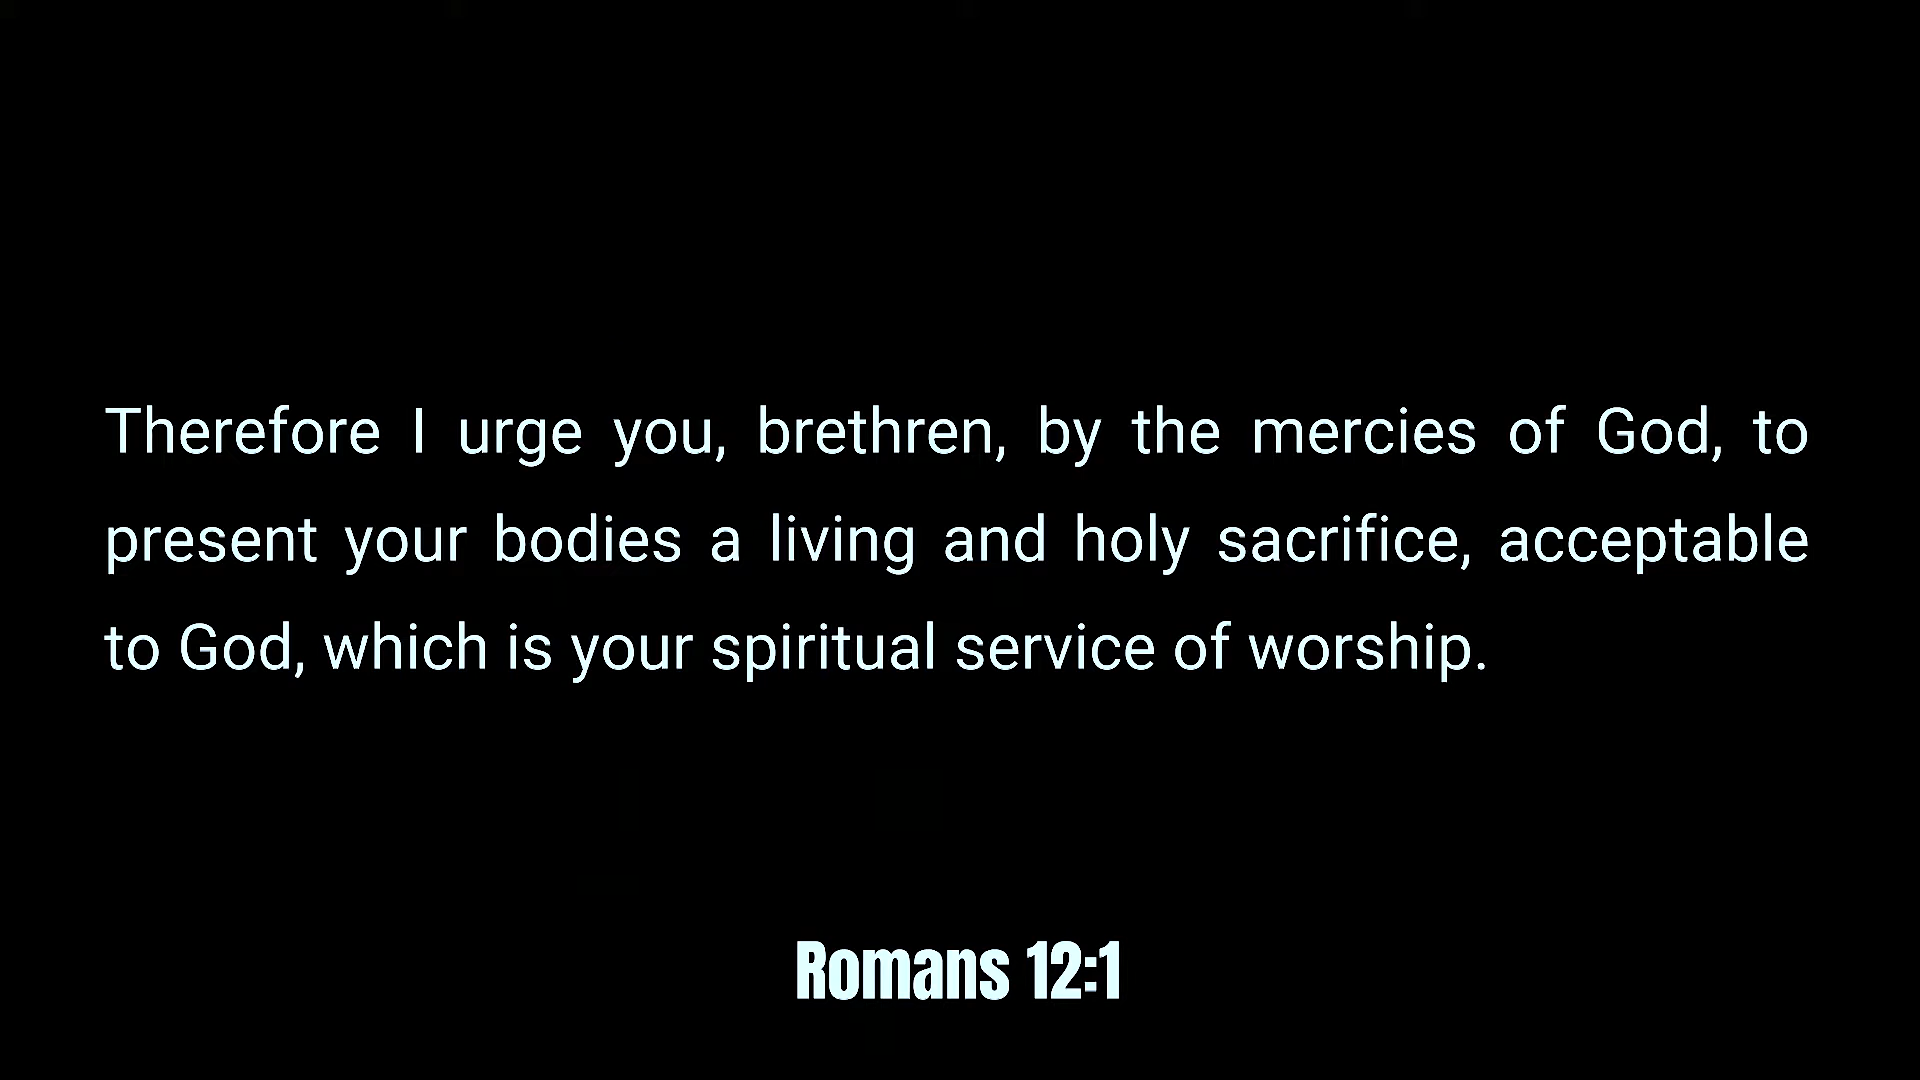 Therefore I urge you, brethren, by the mercies of God, to
present your bodies a living and holy sacrifice, acceptable
to God, which is your spiritual service of worship.
Romans 12:1